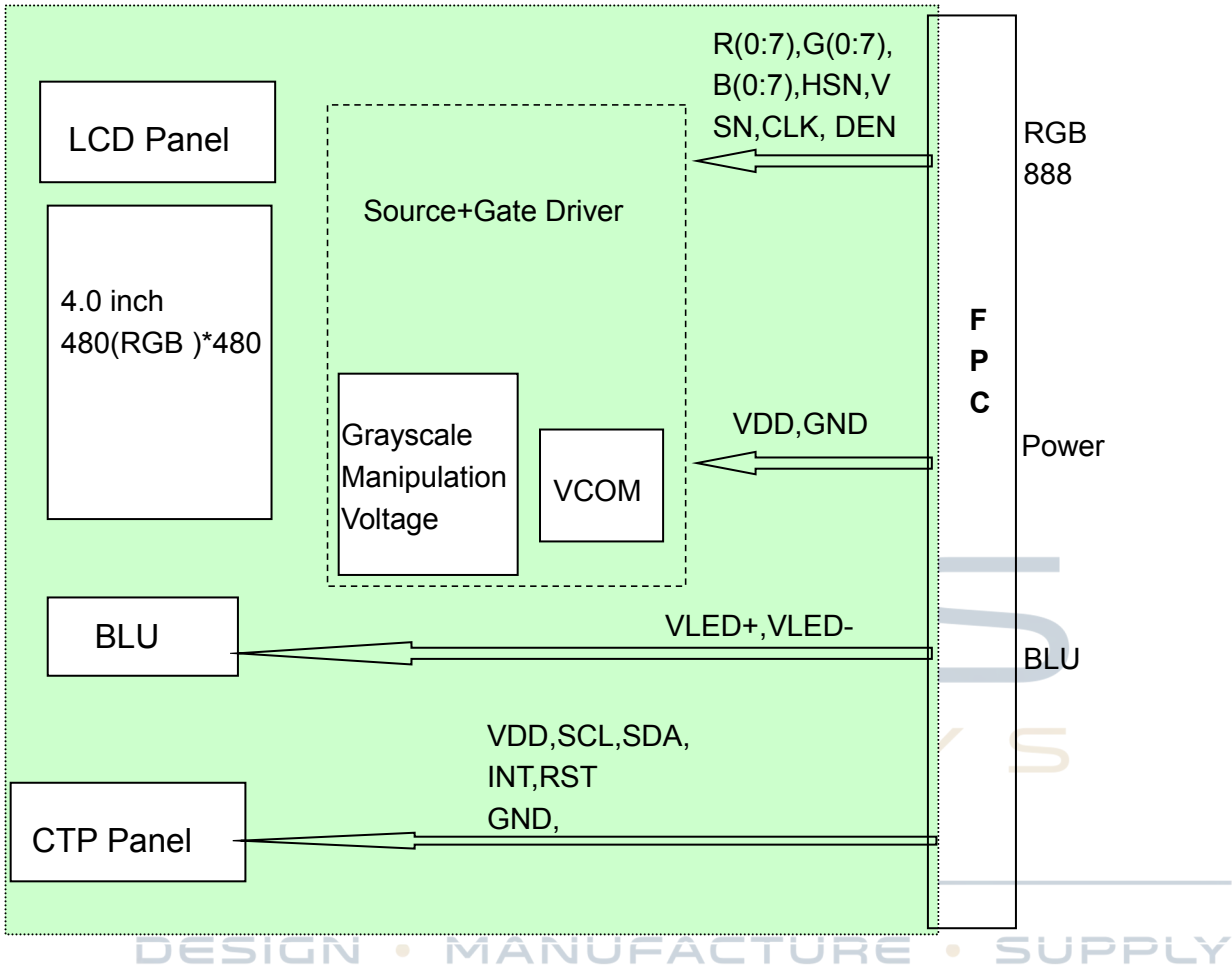 R(0:7),G(0:7),
B(0:7),HSN,V
SN,CLK, DEN
LCD Panel
RGB
888
Source+Gate Driver
4.0 inch
480(RGB )*480
F
P
C
VDD,GND
Power
Grayscale
Manipulation
Voltage
VCOM
BLU
VLED+,VLED-
BLU
VDD,SCL,SDA,
INT,RST
GND,
CTP Panel
DESIGN • MANUFACTURE • SUPPLY